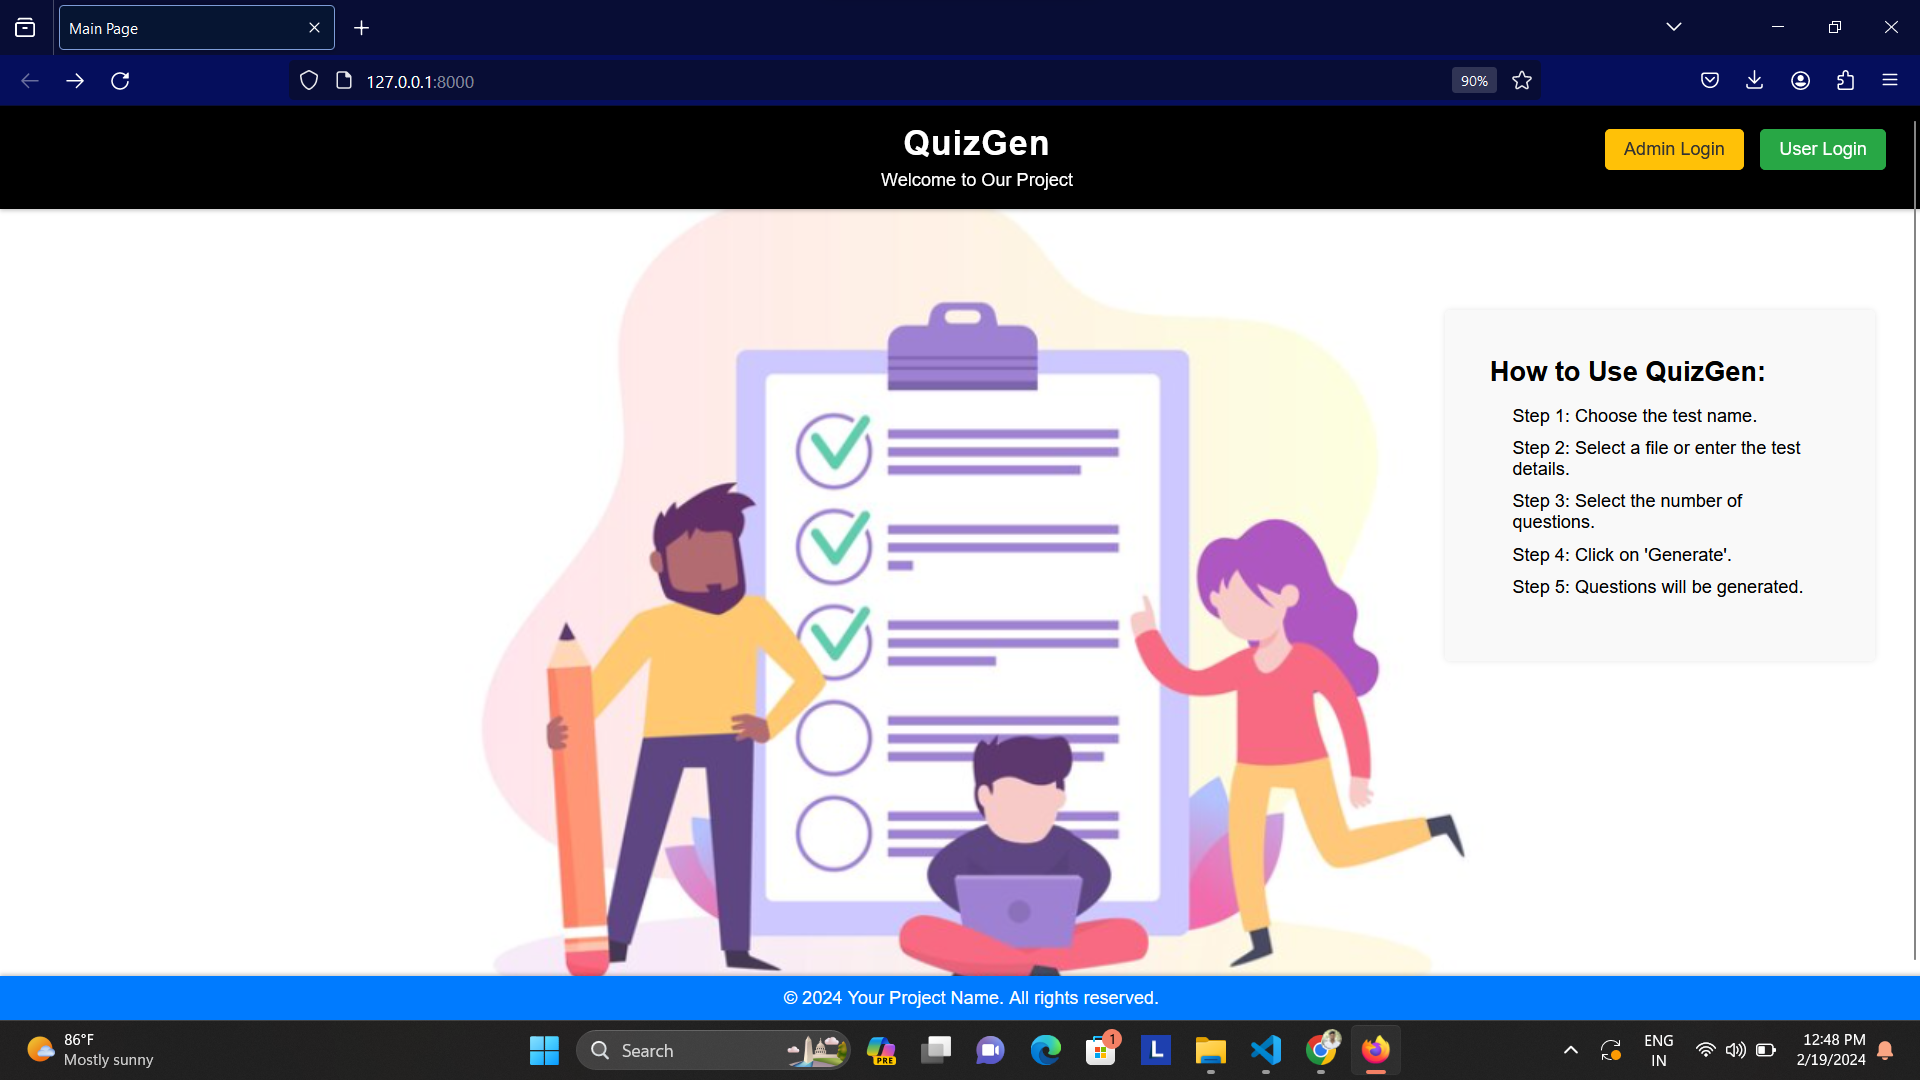 Main Page
127.0.0.1:8000
90%
QuizGen
Welcome to Our Project
Admin Login
User Login
How to Use QuizGen:
Step 1: Choose the test name.
Step 2: Select a file or enter the test
details.
Step 3: Select the number of
questions.
Step 4: Click on 'Generate'.
Step 5: Questions will be generated.
© 2024 Your Project Name. All rights reserved.
86°F
Mostly sunny
Search
PRE
1
L
ENG
IN
12:48 PM
2/19/2024